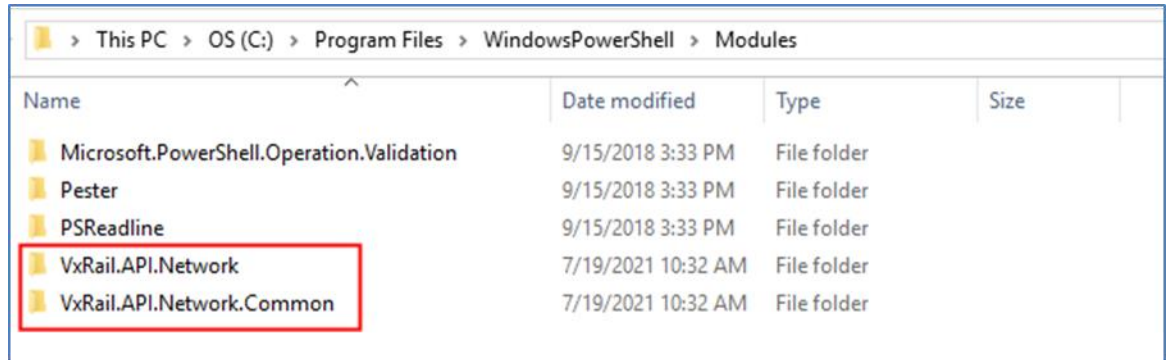 > This PC > OS (C:) > Program Files > WindowsPowerShell > Modules
Name Date modified Type Size
Microsoft.PowerShell.Operation.Validation 9/15/2018 3:33 PM File folder
Pester 9/15/2018 3:33 PM File folder
PSReadline 9/15/2018 3:33 PM File folder
VxRail.API.Network 7/19/2021 10:32 AM File folder
VxRail.API.Network.Common 7/19/2021 10:32 AM File folder